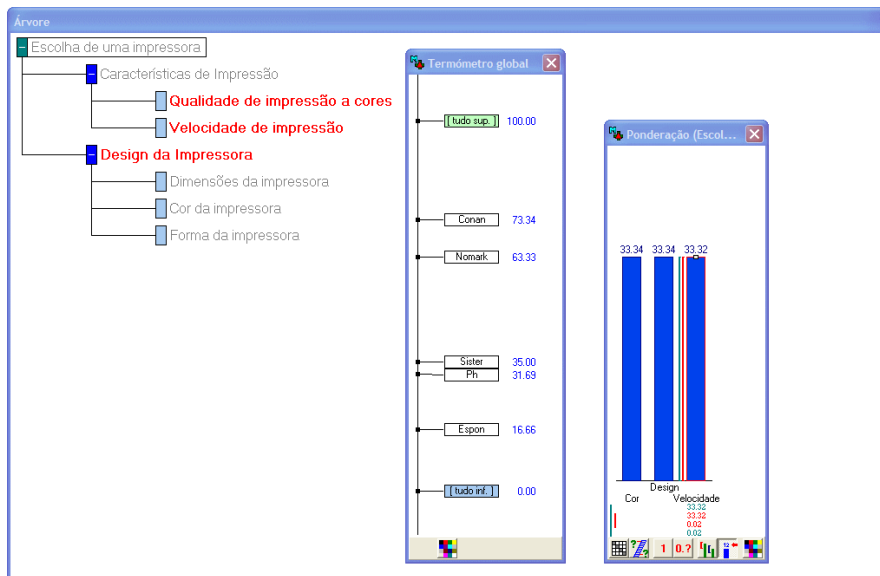 Árvore
Escolha de uma impressora
Características de Impressão
Qualidade de impressão a cores
Velocidade de impressão
Design da Impressora
Dimensões da impressora
Cor da impressora
Forma da impressora
Termómetro global
[ tudo sup. ] 100.00
Conan 73.34
Nomark 63.33
Sister 35.00
Ph 31.69
Espon 16.66
[ tudo inf. ] 0.00
Ponderação (Escol...
33.34 33.34 33.32
Design
Cor Velocidade
33.32
33.32
0.02
0.02
1 0.? 12